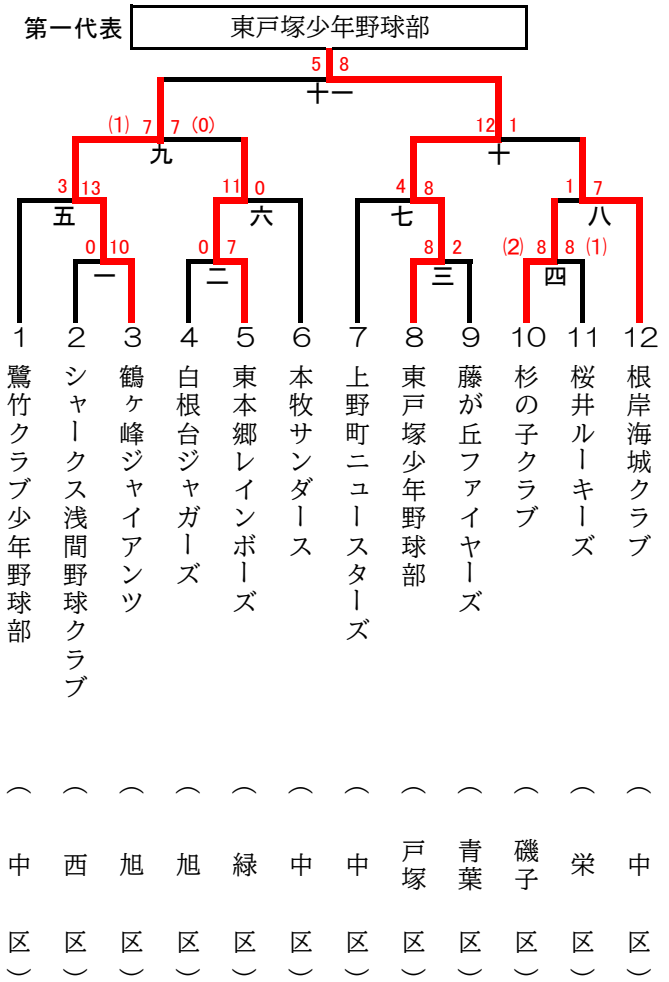 第一代表
東戸塚少年野球部
5 8
十一
(1) 7 7 (0)
九
12 1
十
3 13
五
11 0
六
4 8
七
1 7
八
0 10
一
0 7
二
8 2
三
(2) 8 8 (1)
四
1 2 3 4 5 6 7 8 9 10 11 12
鷺竹クラブ少年野球部(中区)
シャークス浅間野球クラブ(西区)
鶴ヶ峰ジャイアンツ(旭区)
白根台ジャガーズ(旭区)
東本郷レインボーズ(緑区)
本牧サンダース(中区)
上野町ニュースターズ(中区)
東戸塚少年野球部(戸塚区)
藤が丘ファイヤーズ(青葉区)
杉の子クラブ(磯子区)
桜井ルーキーズ(栄区)
根岸海城クラブ(中区)